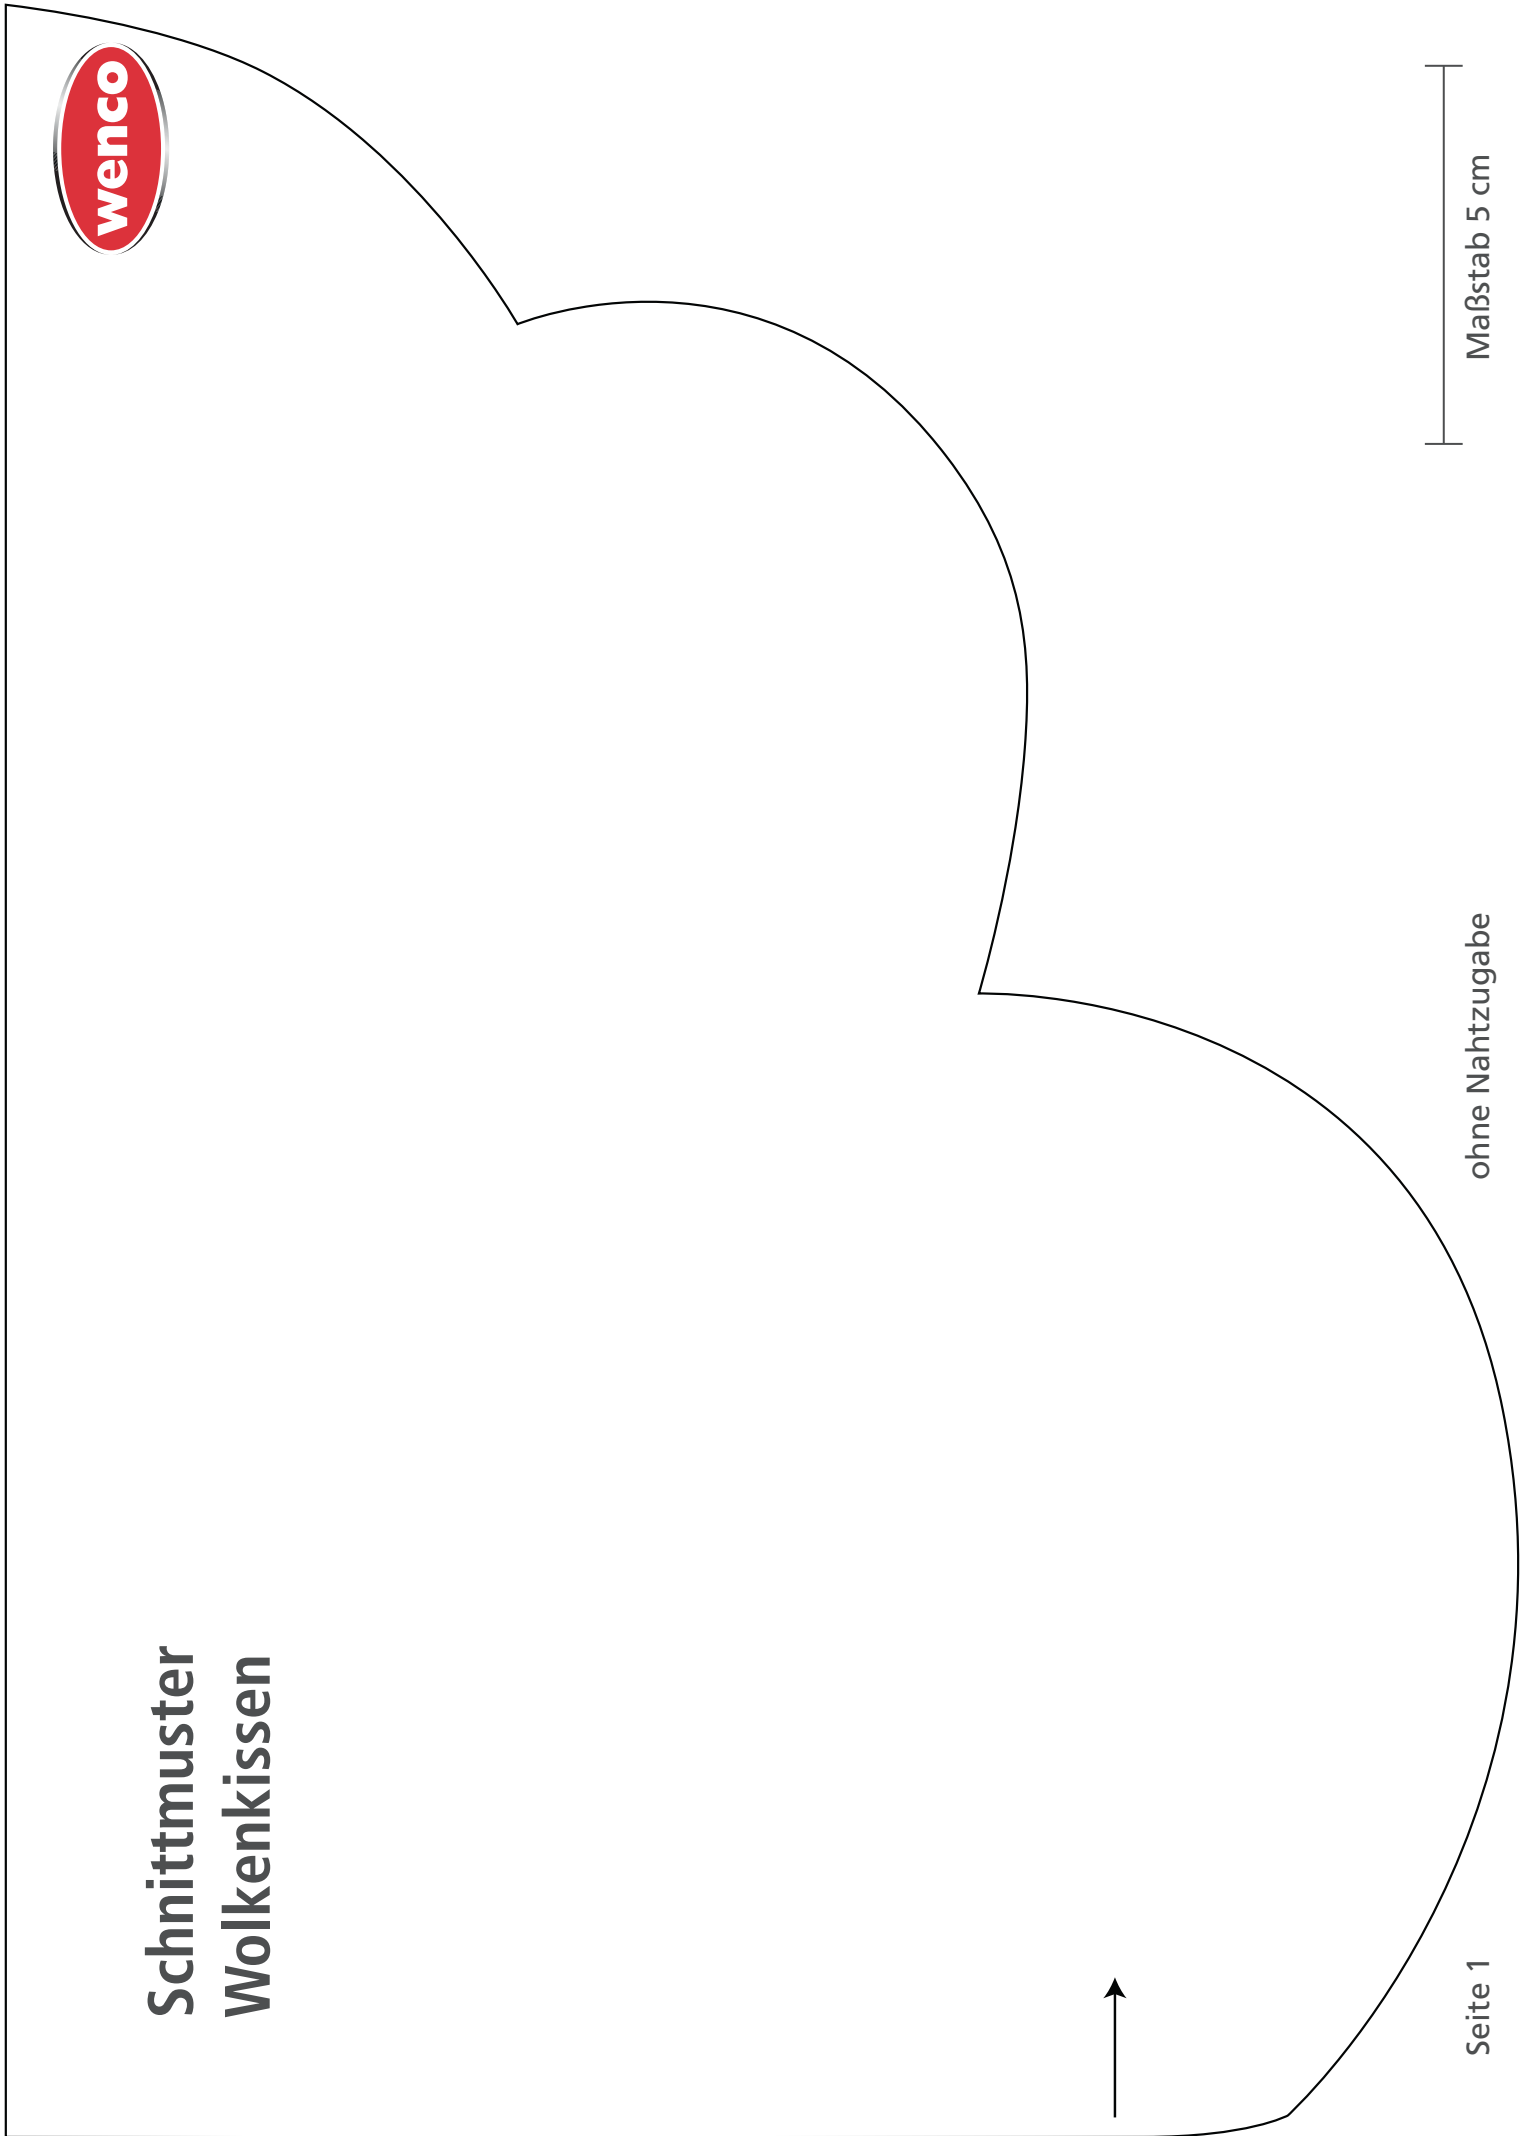 wenco
Schnittmuster
Wolkenkissen
Seite 1
ohne Nahtzugabe
Maßstab 5 cm